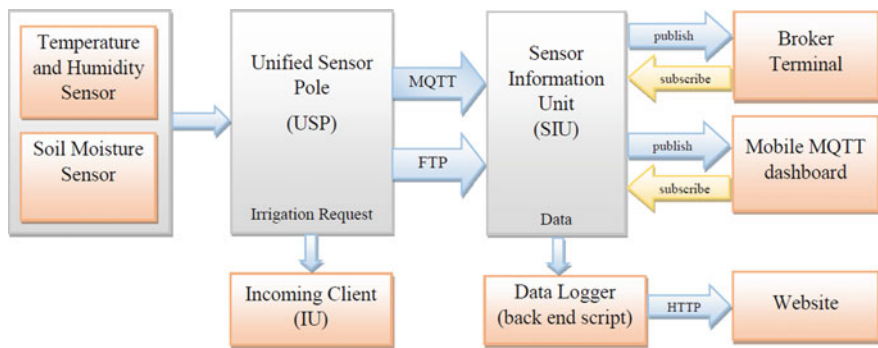 Temperature
and Humidity
Sensor
Soil Moisture
Sensor
Unified Sensor
Pole
(USP)
Irrigation Request
MQTT
FTP
Sensor
Information
Unit
(SIU)
Data
publish
subscribe
publish
subscribe
Broker
Terminal
Mobile MQTT
dashboard
Incoming Client
(IU)
Data Logger
(back end script)
HTTP
Website